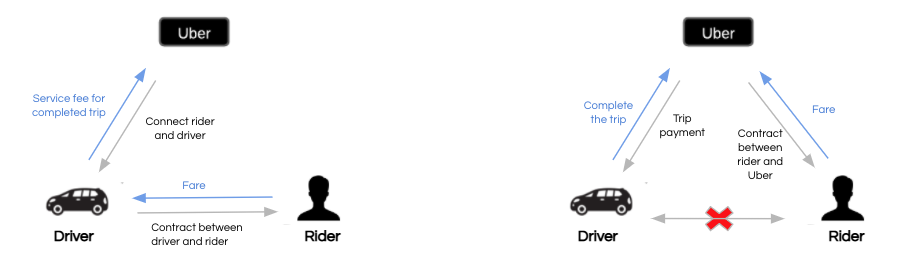 Uber
Service fee for
completed trip
Connect rider
and driver
Fare
Contract between
driver and rider
Driver
Rider
Uber
Complete
the trip
Trip
payment
Fare
Contract
between
rider and
Uber
Driver
Rider